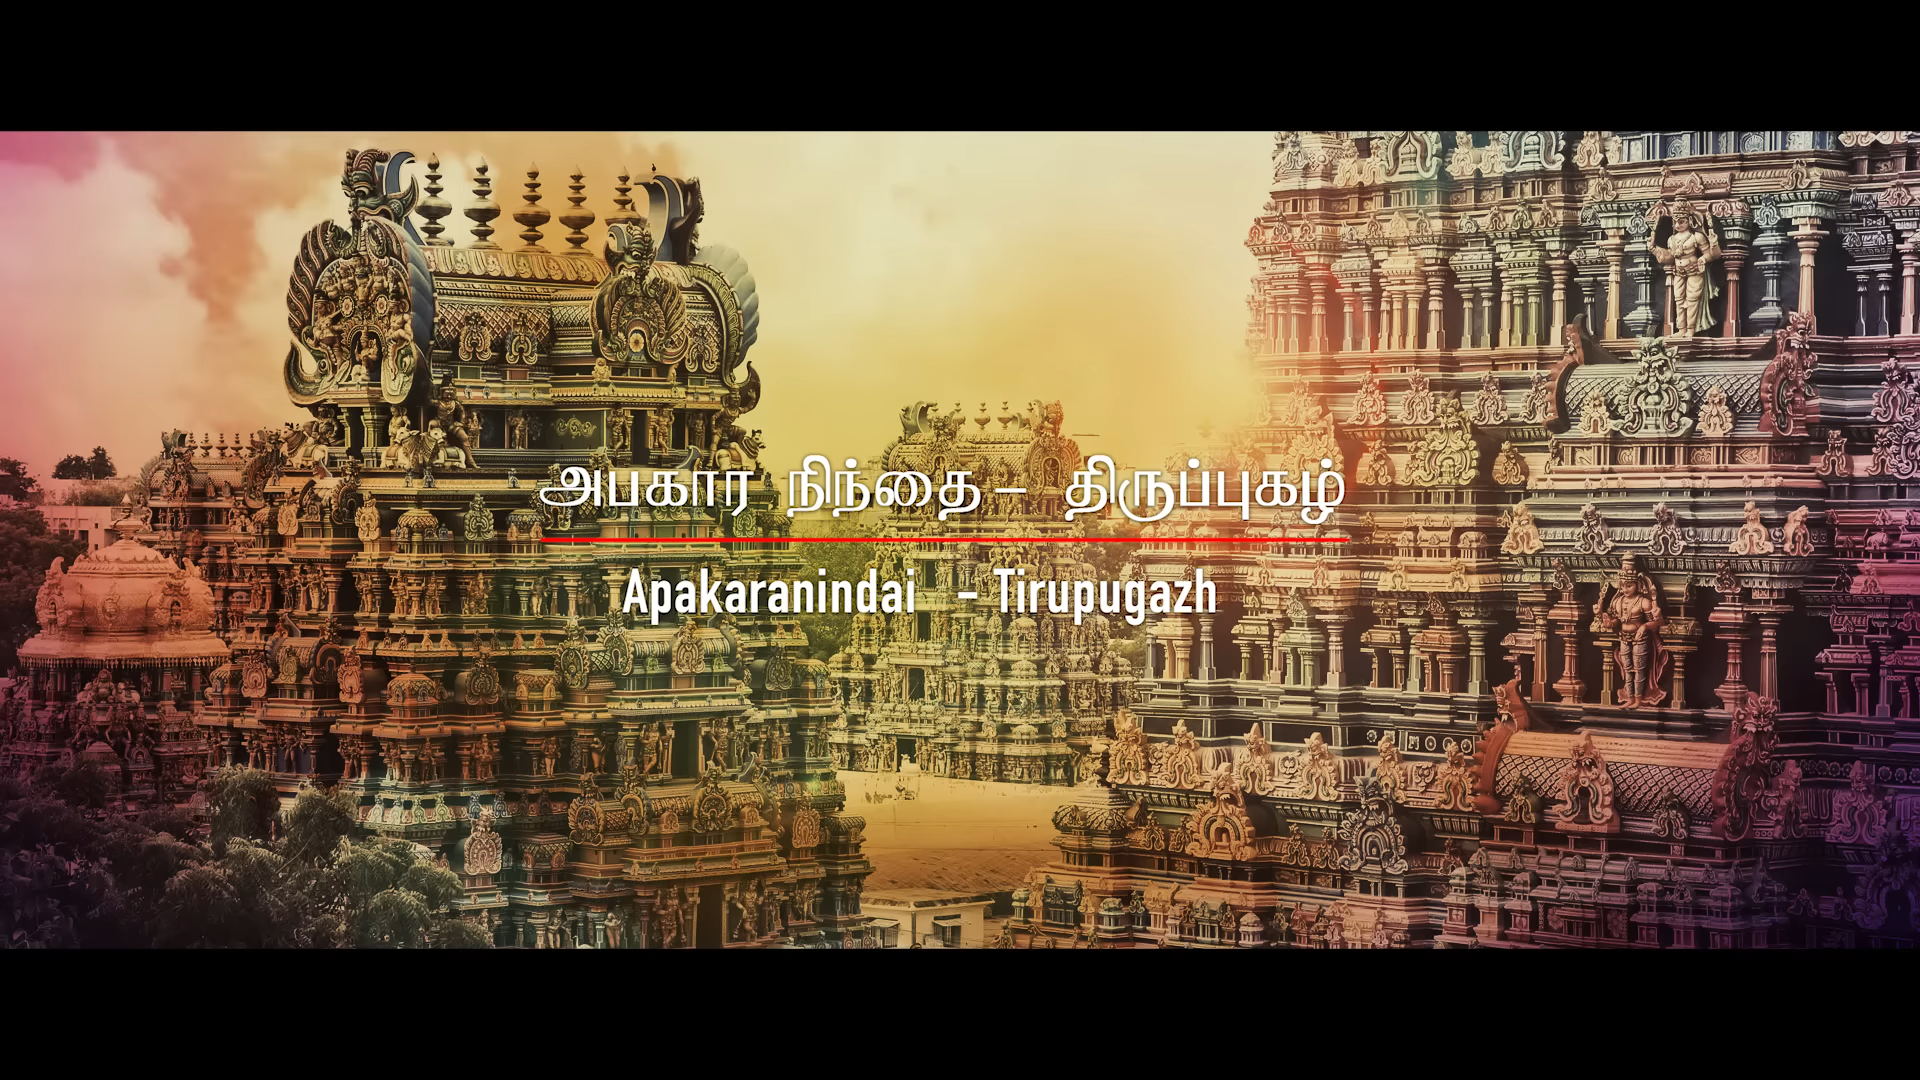 அபகார நிந்தை – திருப்புகழ்
Apakaranindai - Tirupugazh